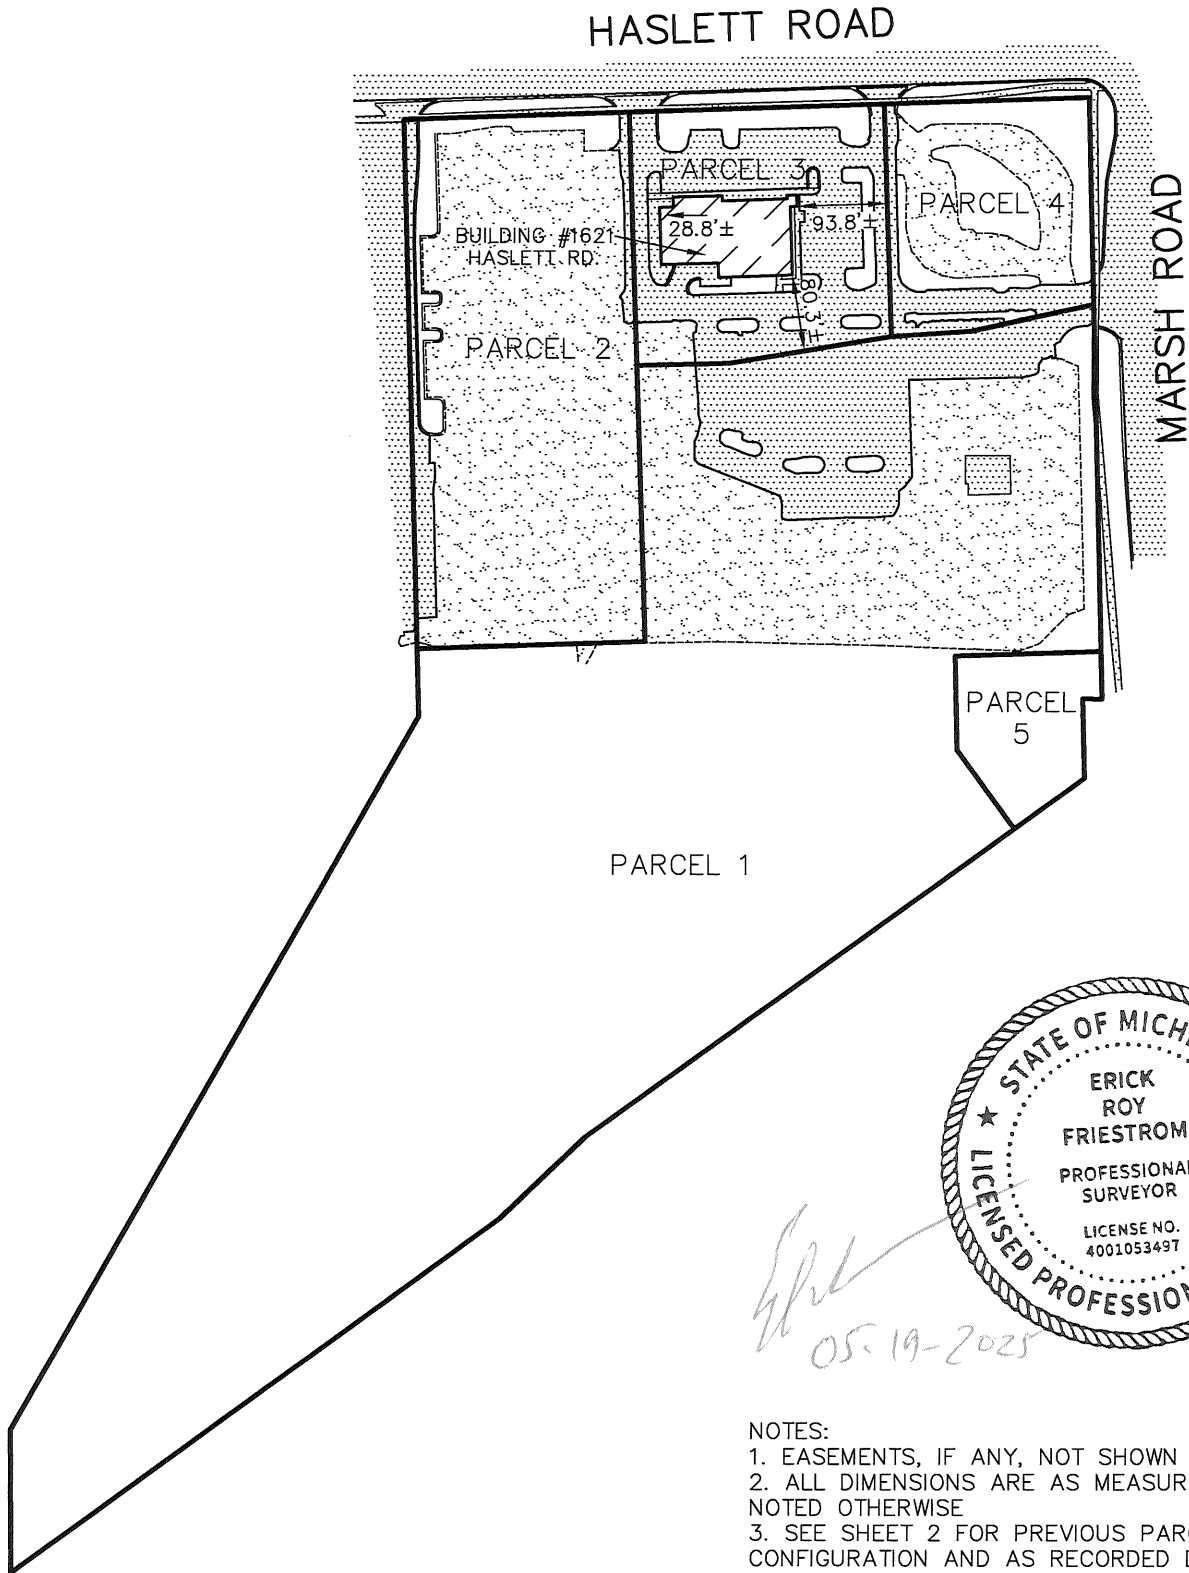 HASLETT ROAD
MARSH ROAD
PARCEL 3
PARCEL 4
28.8'±
93.8'±
BUILDING #1621
HASLETT RD.
80.3'±
PARCEL 2
PARCEL
5
PARCEL 1
STATE OF MICH
ERICK
ROY
FRIESTROM
PROFESSIONAL
SURVEYOR
LICENSE NO.
4001053497
LICENSED PROFESSION
05-19-2025
NOTES:
1. EASEMENTS, IF ANY, NOT SHOWN
2. ALL DIMENSIONS ARE AS MEASUR
NOTED OTHERWISE
3. SEE SHEET 2 FOR PREVIOUS PAR
CONFIGURATION AND AS RECORDED D